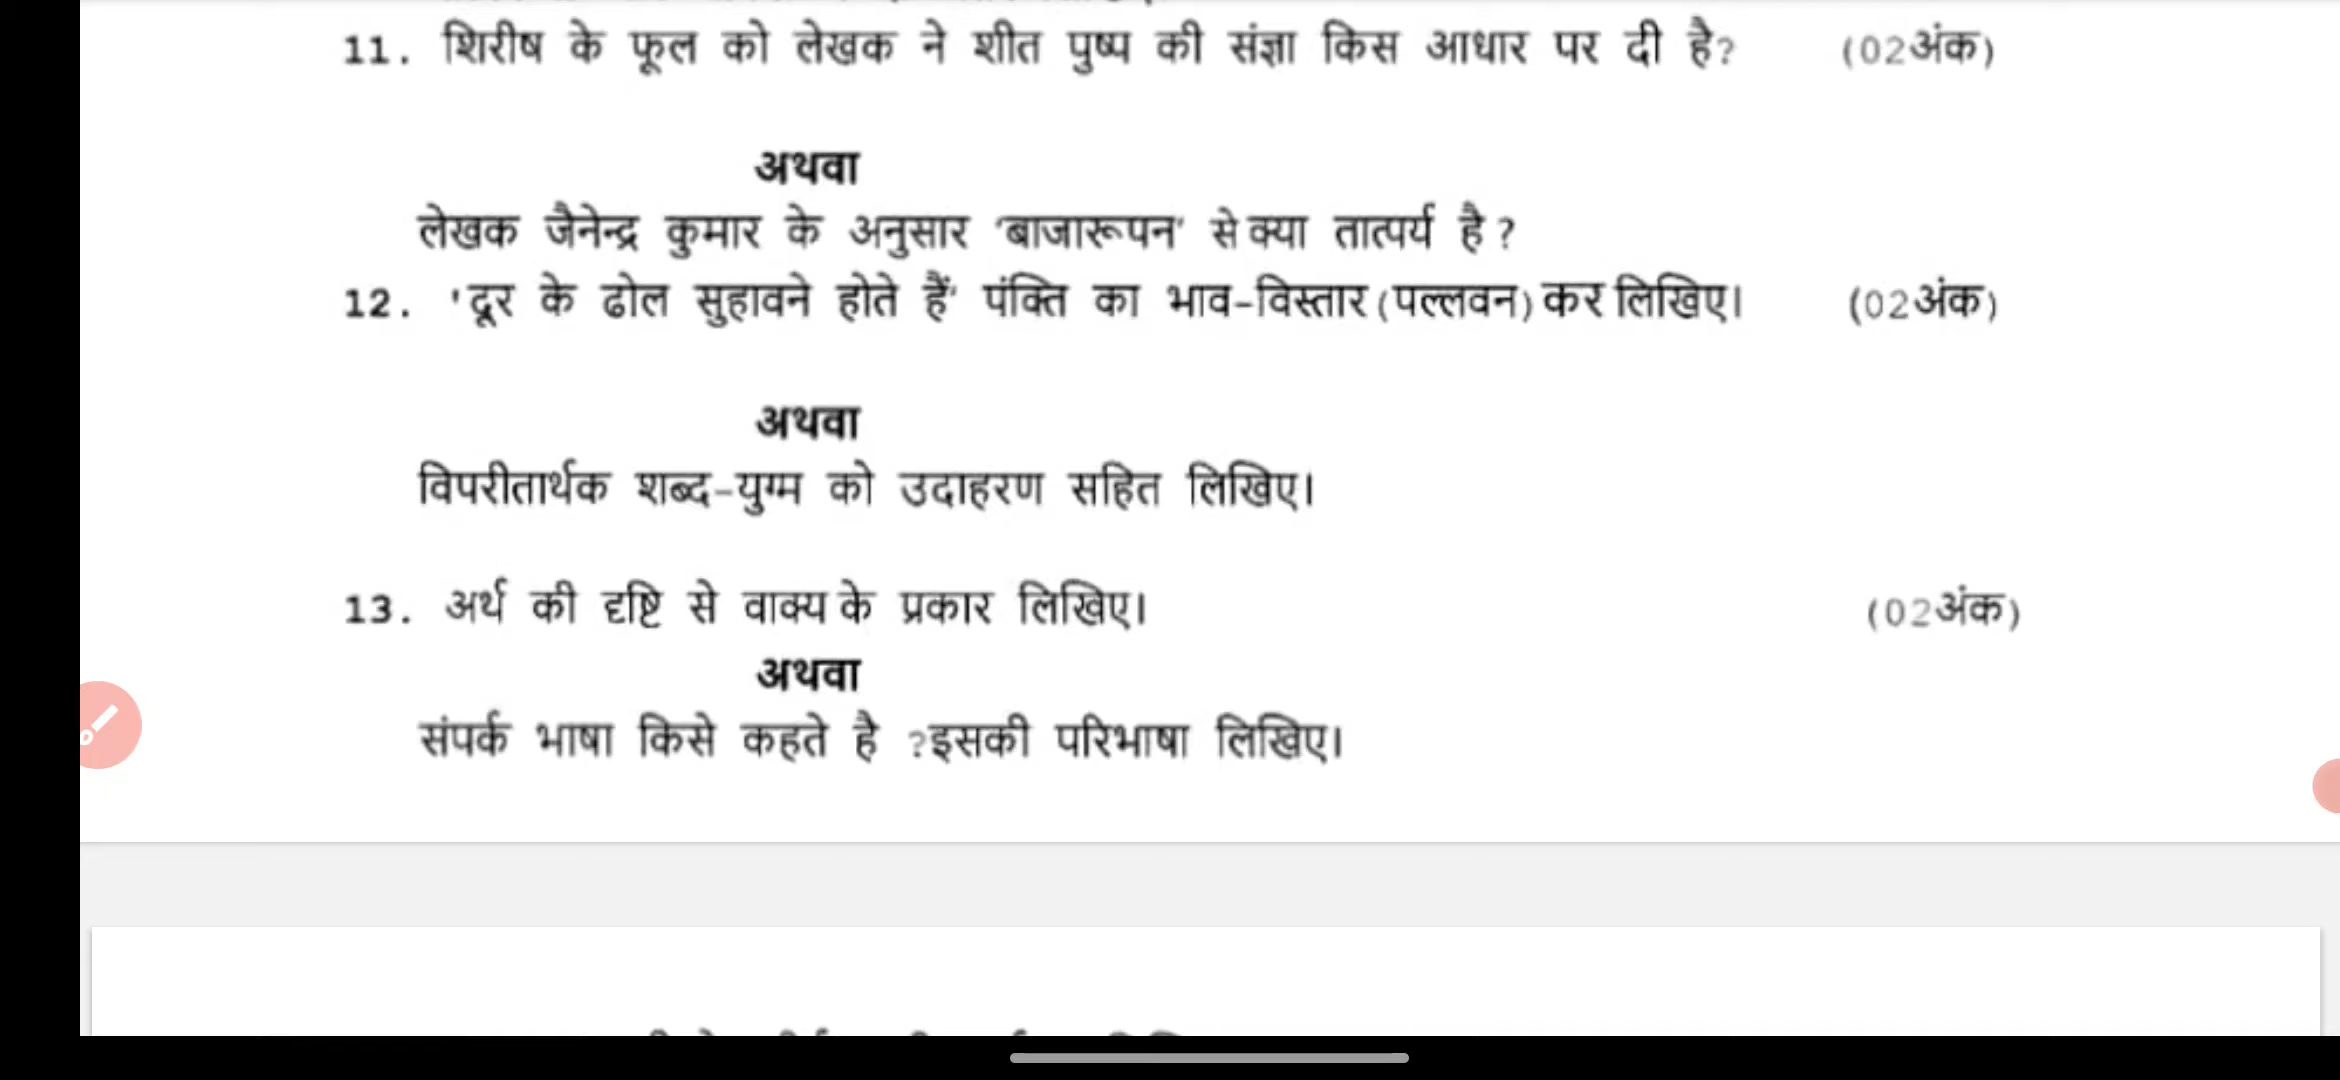 11. शिरीष के फूल को लेखक ने शीत पुष्प की संज्ञा किस आधार पर दी है? (02अंक)
अथवा
लेखक जैनेन्द्र कुमार के अनुसार 'बाजारूपन' से क्या तात्पर्य है ?
12. 'दूर के ढोल सुहावने होते हैं' पंक्ति का भाव-विस्तार (पल्लवन) कर लिखिए। (02अंक)
अथवा
विपरीतार्थक शब्द-युग्म को उदाहरण सहित लिखिए।
13. अर्थ की दृष्टि से वाक्य के प्रकार लिखिए। (02अंक)
अथवा
संपर्क भाषा किसे कहते है ?इसकी परिभाषा लिखिए।